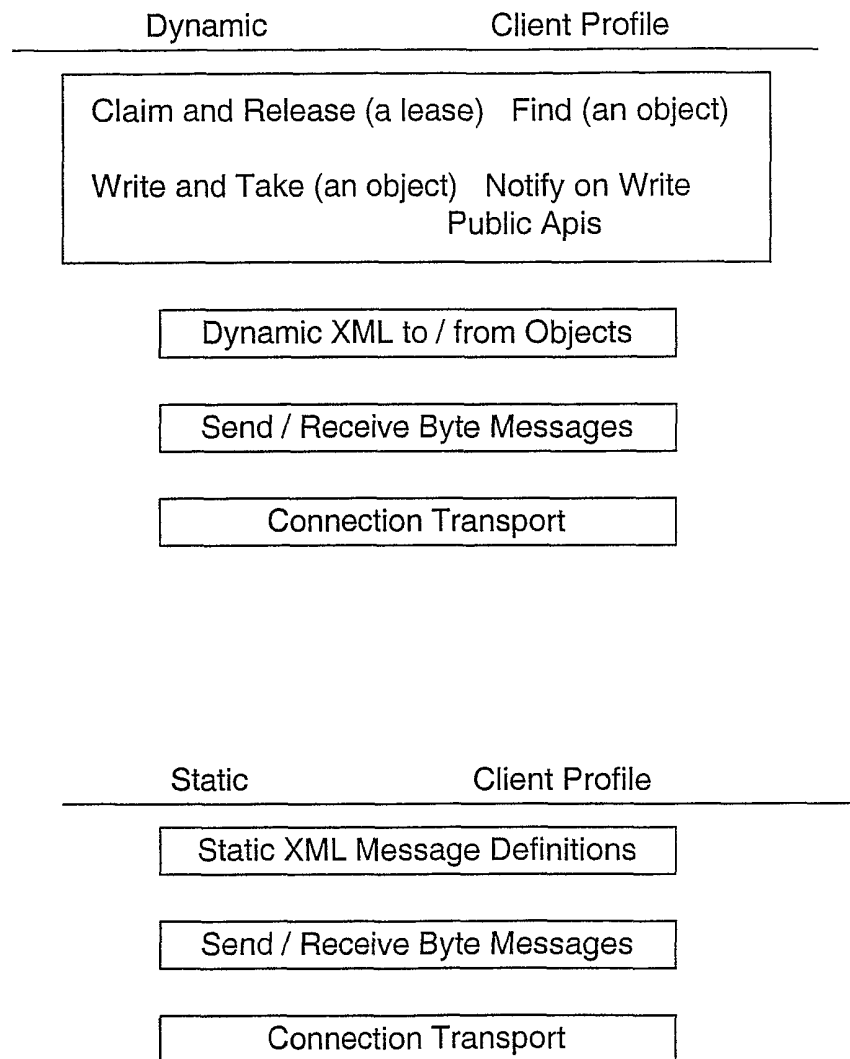 Dynamic Client Profile
Claim and Release (a lease) Find (an object)
Write and Take (an object) Notify on Write
Public Apis
Dynamic XML to / from Objects
Send / Receive Byte Messages
Connection Transport
Static Client Profile
Static XML Message Definitions
Send / Receive Byte Messages
Connection Transport